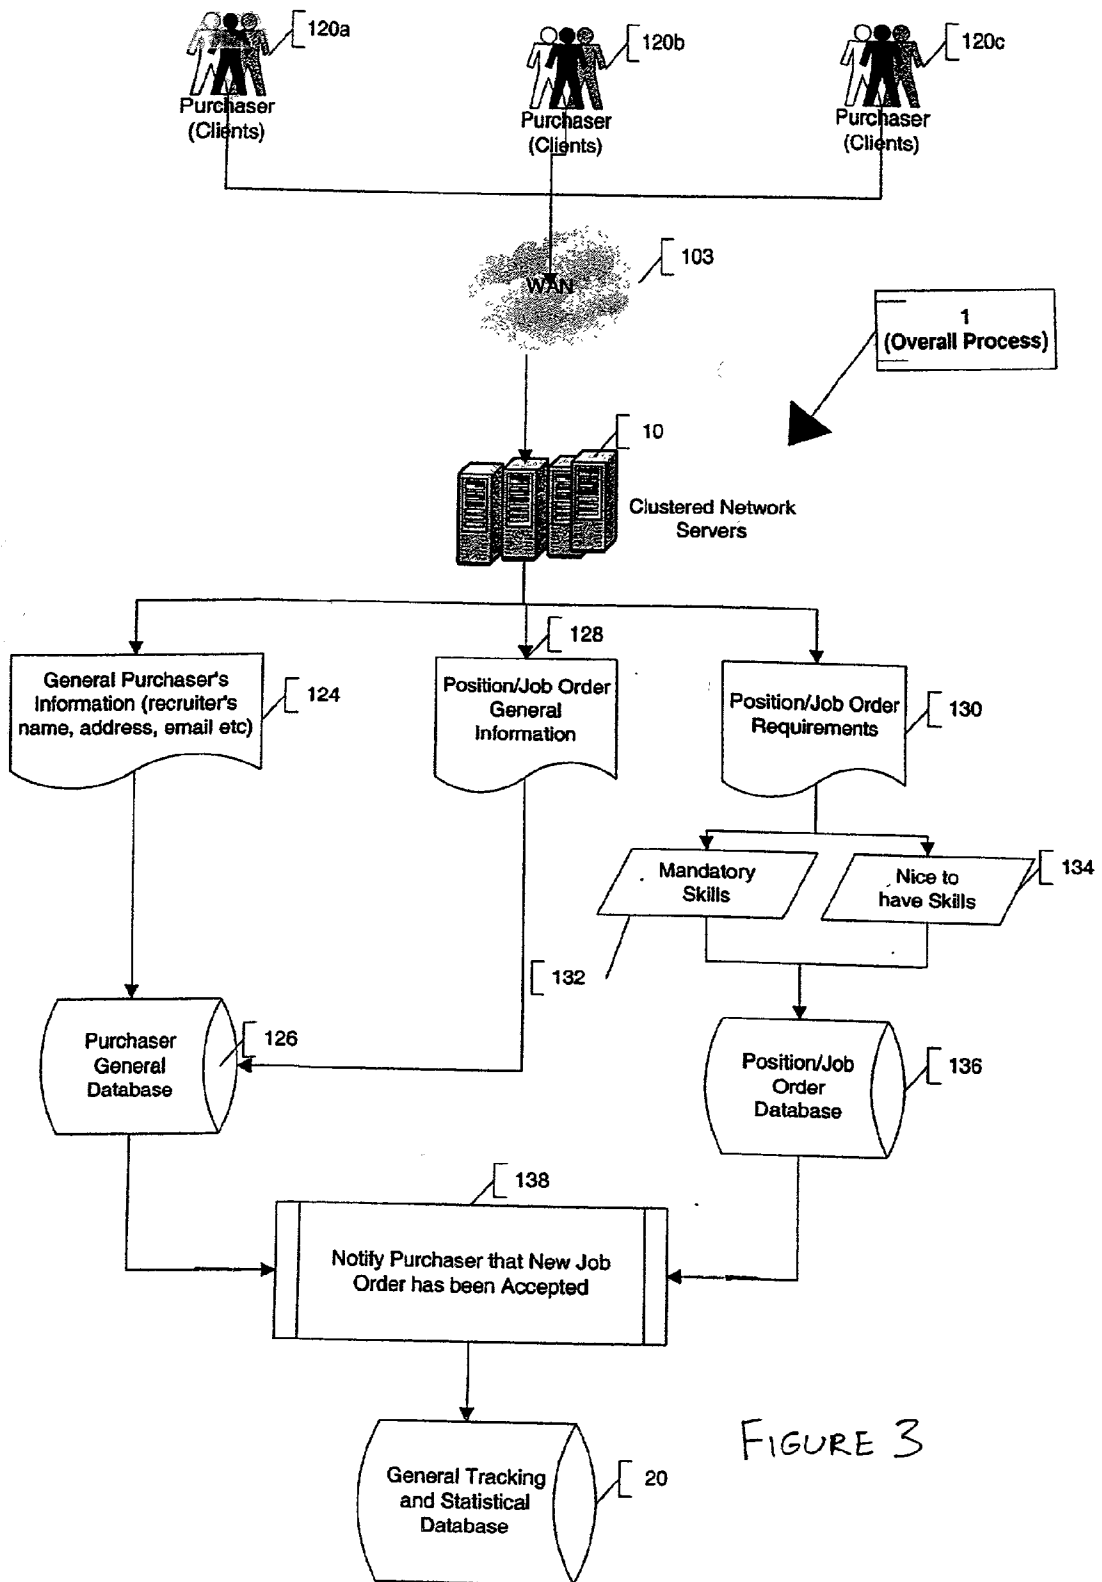 120a
120b
120c
Purchaser
(Clients)
Purchaser
(Clients)
Purchaser
(Clients)
103
WAN
1
(Overall Process)
10
Clustered Network
Servers
128
General Purchaser's
Information (recruiter's
name, address, email etc)
124
Position/Job Order
General
Information
Position/Job Order
Requirements
130
Mandatory
Skills
Nice to
have Skills
134
132
Purchaser
General
Database
126
Position/Job
Order
Database
136
138
Notify Purchaser that New Job
Order has been Accepted
FIGURE 3
General Tracking
and Statistical
Database
20